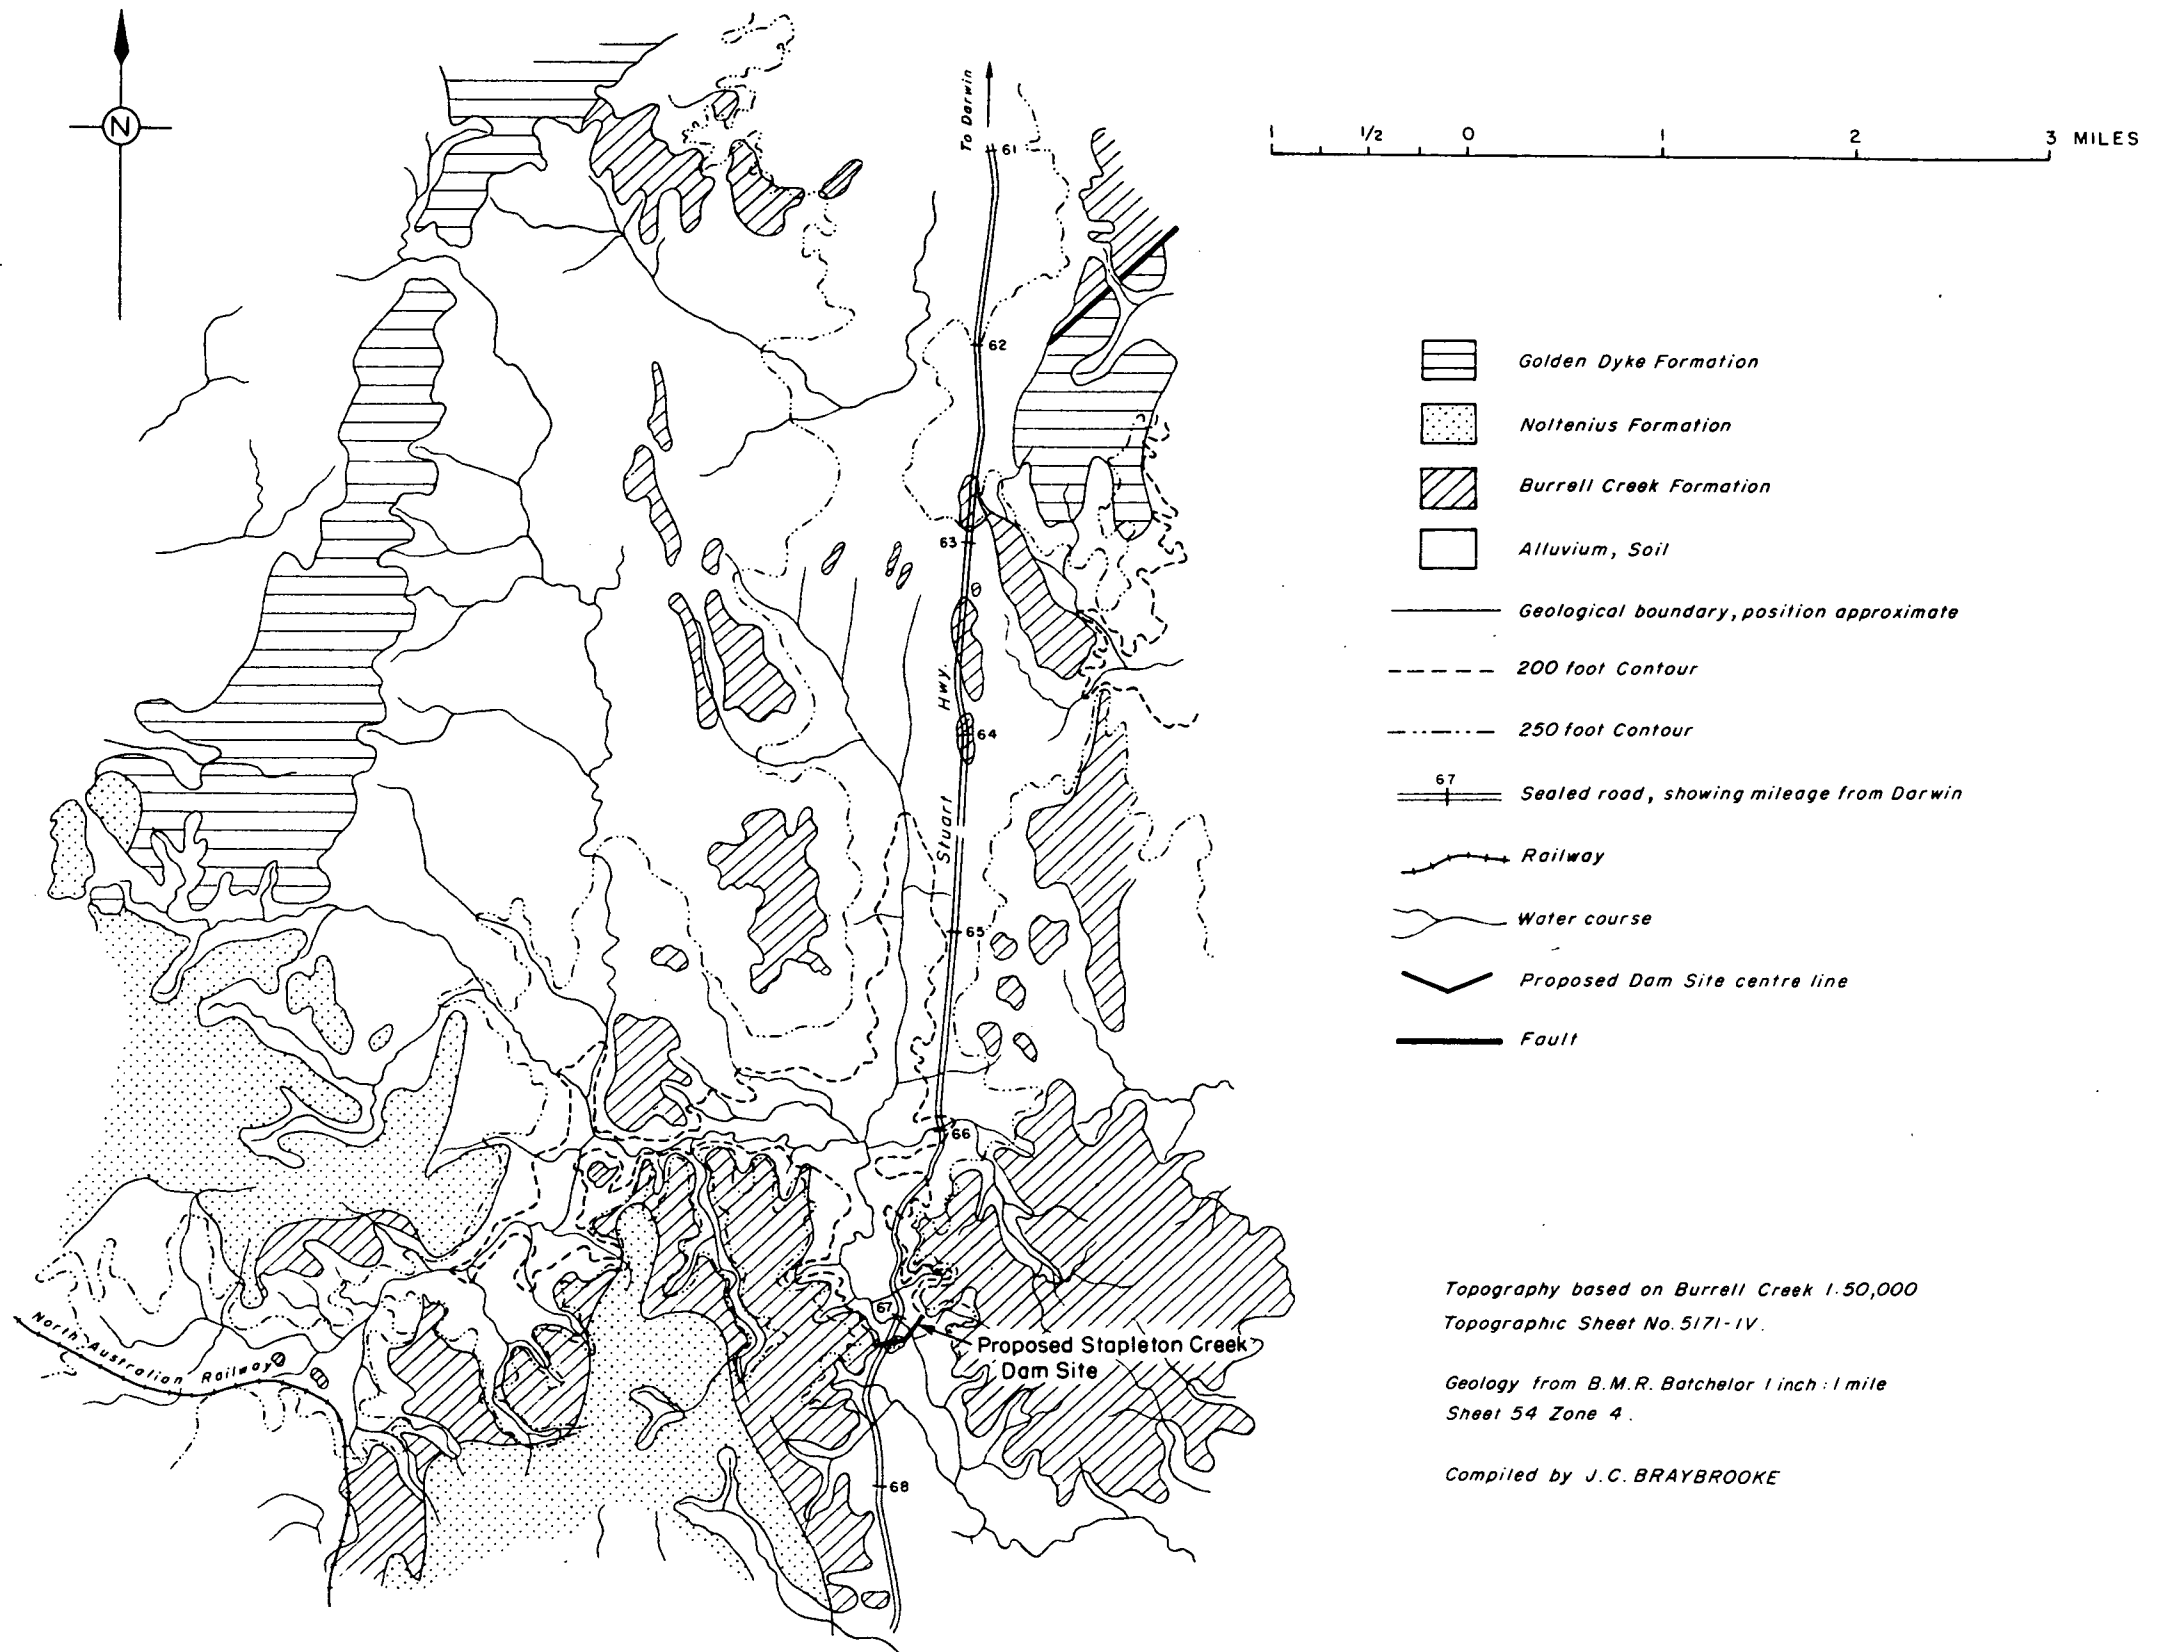 N
To Darwin
61
62
63
64
65
66
67
68
Stuart Hwy.
North Australian Railway
Proposed Stapleton Creek
Dam Site
1 1/2 0 1 2 3 MILES
Golden Dyke Formation
Noltenius Formation
Burrell Creek Formation
Alluvium, Soil
Geological boundary, position approximate
200 foot Contour
250 foot Contour
67
Sealed road, showing mileage from Darwin
Railway
Water course
Proposed Dam Site centre line
Fault
Topography based on Burrell Creek 1:50,000
Topographic Sheet No. 5171-IV.
Geology from B.M.R. Batchelor 1 inch : 1 mile
Sheet 54 Zone 4.
Compiled by J.C. BRAYBROOKE